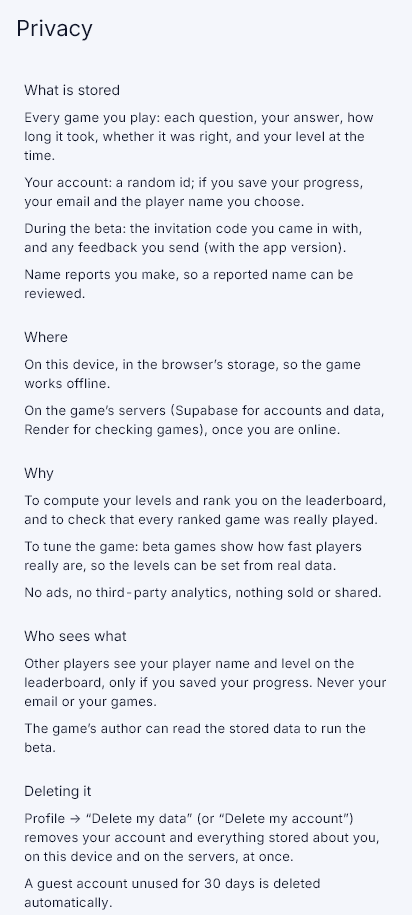 Privacy
What is stored
Every game you play: each question, your answer, how
long it took, whether it was right, and your level at the
time.
Your account: a random id; if you save your progress,
your email and the player name you choose.
During the beta: the invitation code you came in with,
and any feedback you send (with the app version).
Name reports you make, so a reported name can be
reviewed.
Where
On this device, in the browser’s storage, so the game
works offline.
On the game’s servers (Supabase for accounts and data,
Render for checking games), once you are online.
Why
To compute your levels and rank you on the leaderboard,
and to check that every ranked game was really played.
To tune the game: beta games show how fast players
really are, so the levels can be set from real data.
No ads, no third-party analytics, nothing sold or shared.
Who sees what
Other players see your player name and level on the
leaderboard, only if you saved your progress. Never your
email or your games.
The game’s author can read the stored data to run the
beta.
Deleting it
Profile → “Delete my data” (or “Delete my account”)
removes your account and everything stored about you,
on this device and on the servers, at once.
A guest account unused for 30 days is deleted
automatically.